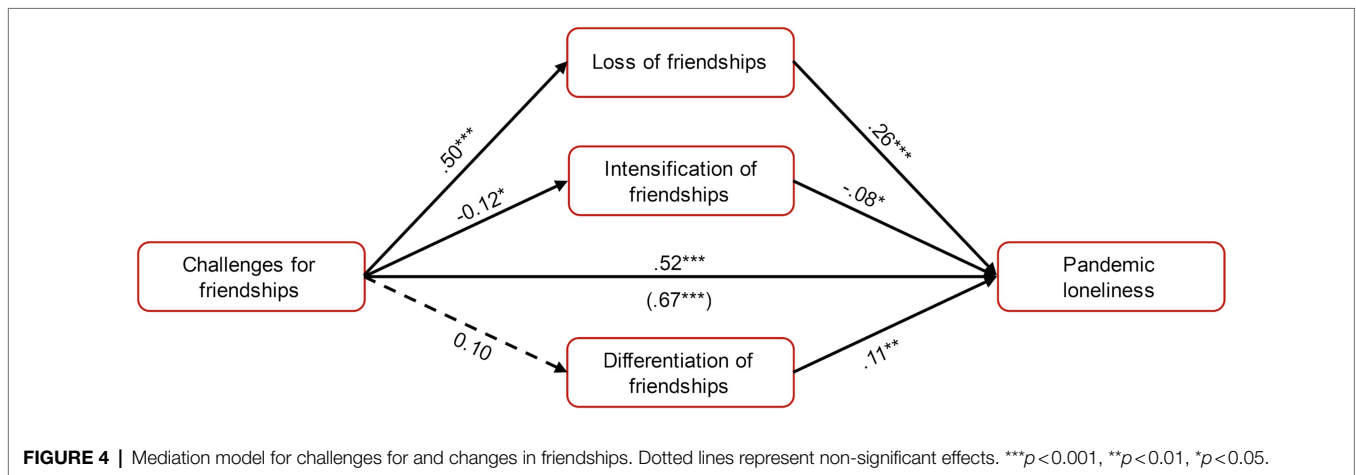 Loss of friendships
.50***
.26***
Intensification of
friendships
-0.12*
-.08*
Challenges for
friendships
.52***
(.67***)
Pandemic
loneliness
0.10
Differentiation of
friendships
.11**
FIGURE 4 | Mediation model for challenges for and changes in friendships. Dotted lines represent non-significant effects. ***p<0.001, **p<0.01, *p<0.05.